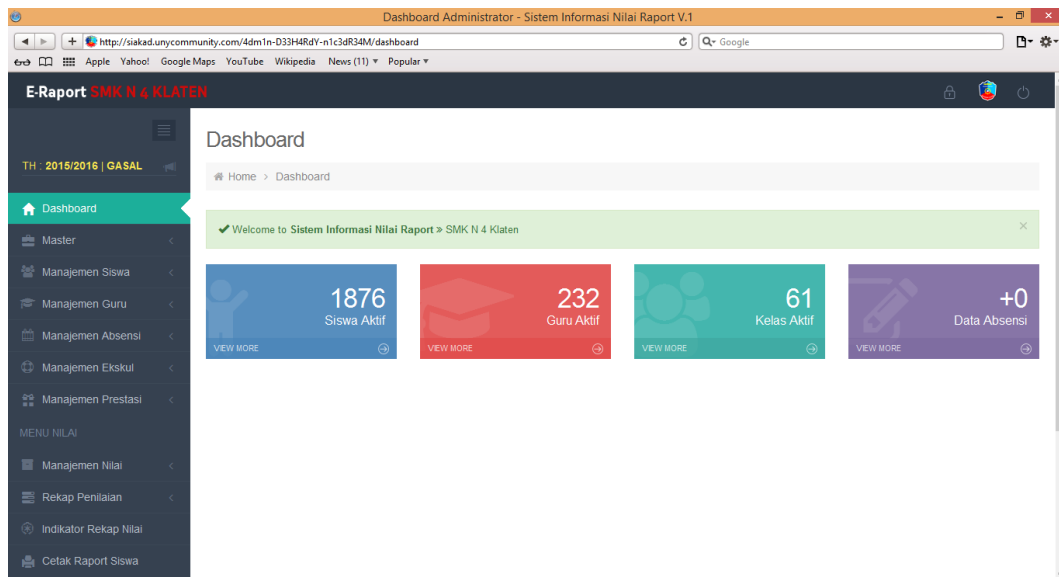 Dashboard Administrator - Sistem Informasi Nilai Raport V.1
http://siakad.unycommunity.com/4dm1n-D33H4RdY-n1c3dR34M/dashboard
Google
Apple Yahoo! Google Maps YouTube Wikipedia News (11) Popular
E-Raport SMK N 4 KLATEN
TH : 2015/2016 | GASAL
Dashboard
Master
Manajemen Siswa
Manajemen Guru
Manajemen Absensi
Manajemen Ekskul
Manajemen Prestasi
MENU NILAI
Manajemen Nilai
Rekap Penilaian
Indikator Rekap Nilai
Cetak Raport Siswa
Dashboard
Home > Dashboard
Welcome to Sistem Informasi Nilai Raport » SMK N 4 Klaten
1876
Siswa Aktif
VIEW MORE
232
Guru Aktif
VIEW MORE
61
Kelas Aktif
VIEW MORE
+0
Data Absensi
VIEW MORE